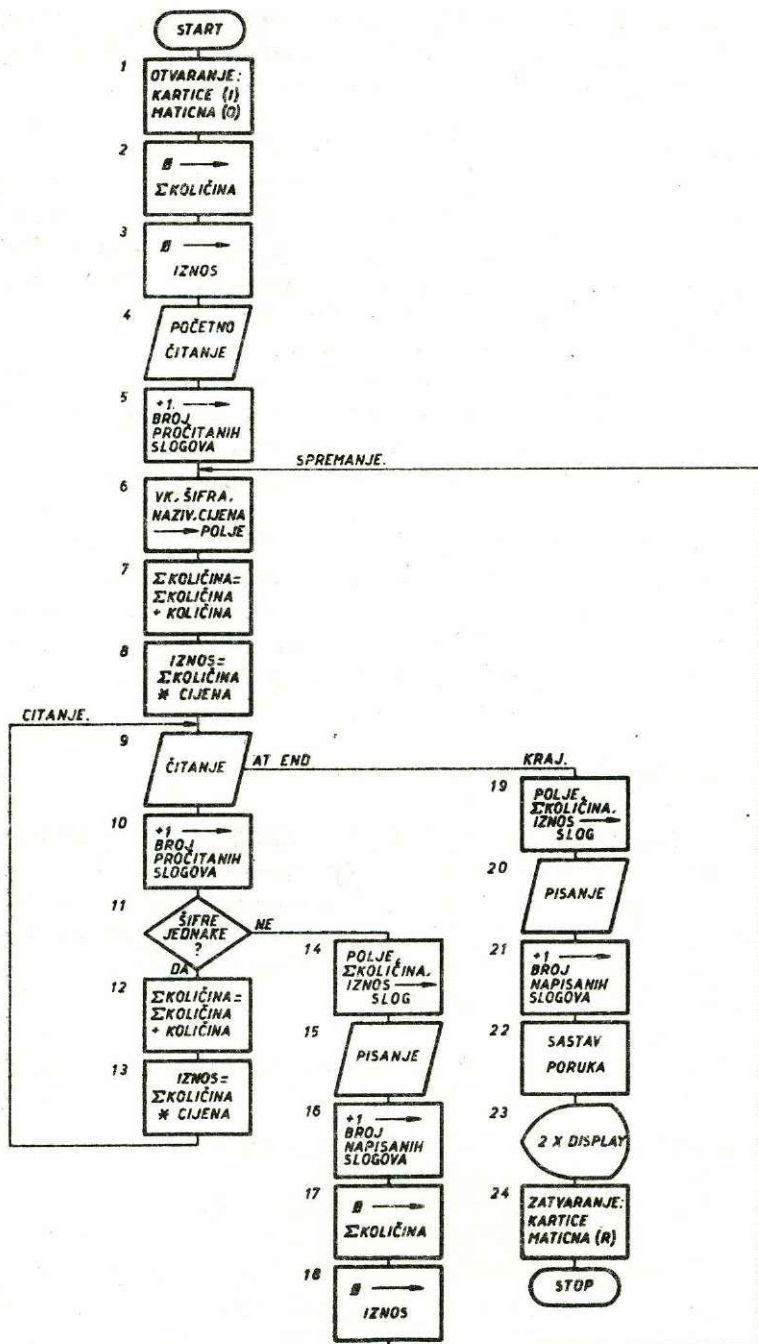 START
1
OTVARANJE:
KARTICE (I)
MATICNA (O)
2
0 →
ΣKOLIČINA
3
0 →
IZNOS
4
POČETNO
ČITANJE
5
+1. →
BROJ
PROČITANIH
SLOGOVA
SPREMANJE.
6
VK. ŠIFRA.
NAZIV.CIJENA
→ POLJE
7
ΣKOLIČINA=
ΣKOLIČINA
+ KOLIČINA
8
IZNOS=
ΣKOLIČINA
* CIJENA
CITANJE.
9
ČITANJE
AT END
KRAJ.
10
+1 →
BROJ
PROČITANIH
SLOGOVA
11
ŠIFRE
JEDNAKE
?
NE
DA
12
ΣKOLIČINA=
ΣKOLIČINA
+ KOLIČINA
13
IZNOS=
ΣKOLIČINA
* CIJENA
14
POLJE,
ΣKOLIČINA.
IZNOS →
SLOG
15
PISANJE
16
+1 →
BROJ
NAPISANIH
SLOGOVA
17
0 →
ΣKOLIČINA
18
0 →
IZNOS
19
POLJE,
ΣKOLIČINA.
IZNOS →
SLOG
20
PISANJE
21
+1 →
BROJ
NAPISANIH
SLOGOVA
22
SASTAV
PORUKA
23
2 X DISPLAY
24
ZATVARANJE:
KARTICE
MATICNA (R)
STOP